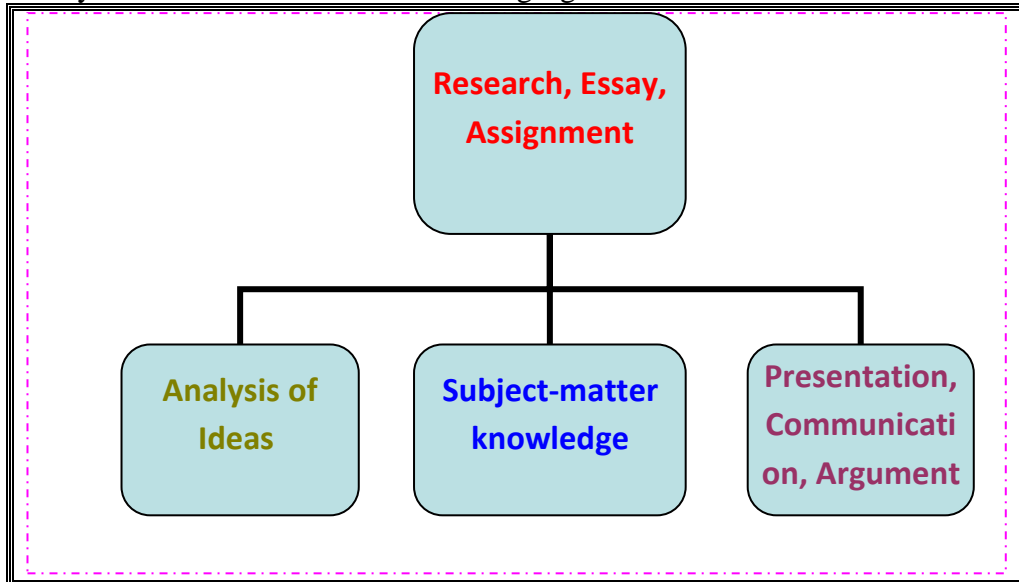 Research, Essay,
Assignment
Analysis of
Ideas
Subject-matter
knowledge
Presentation,
Communicati
on, Argument